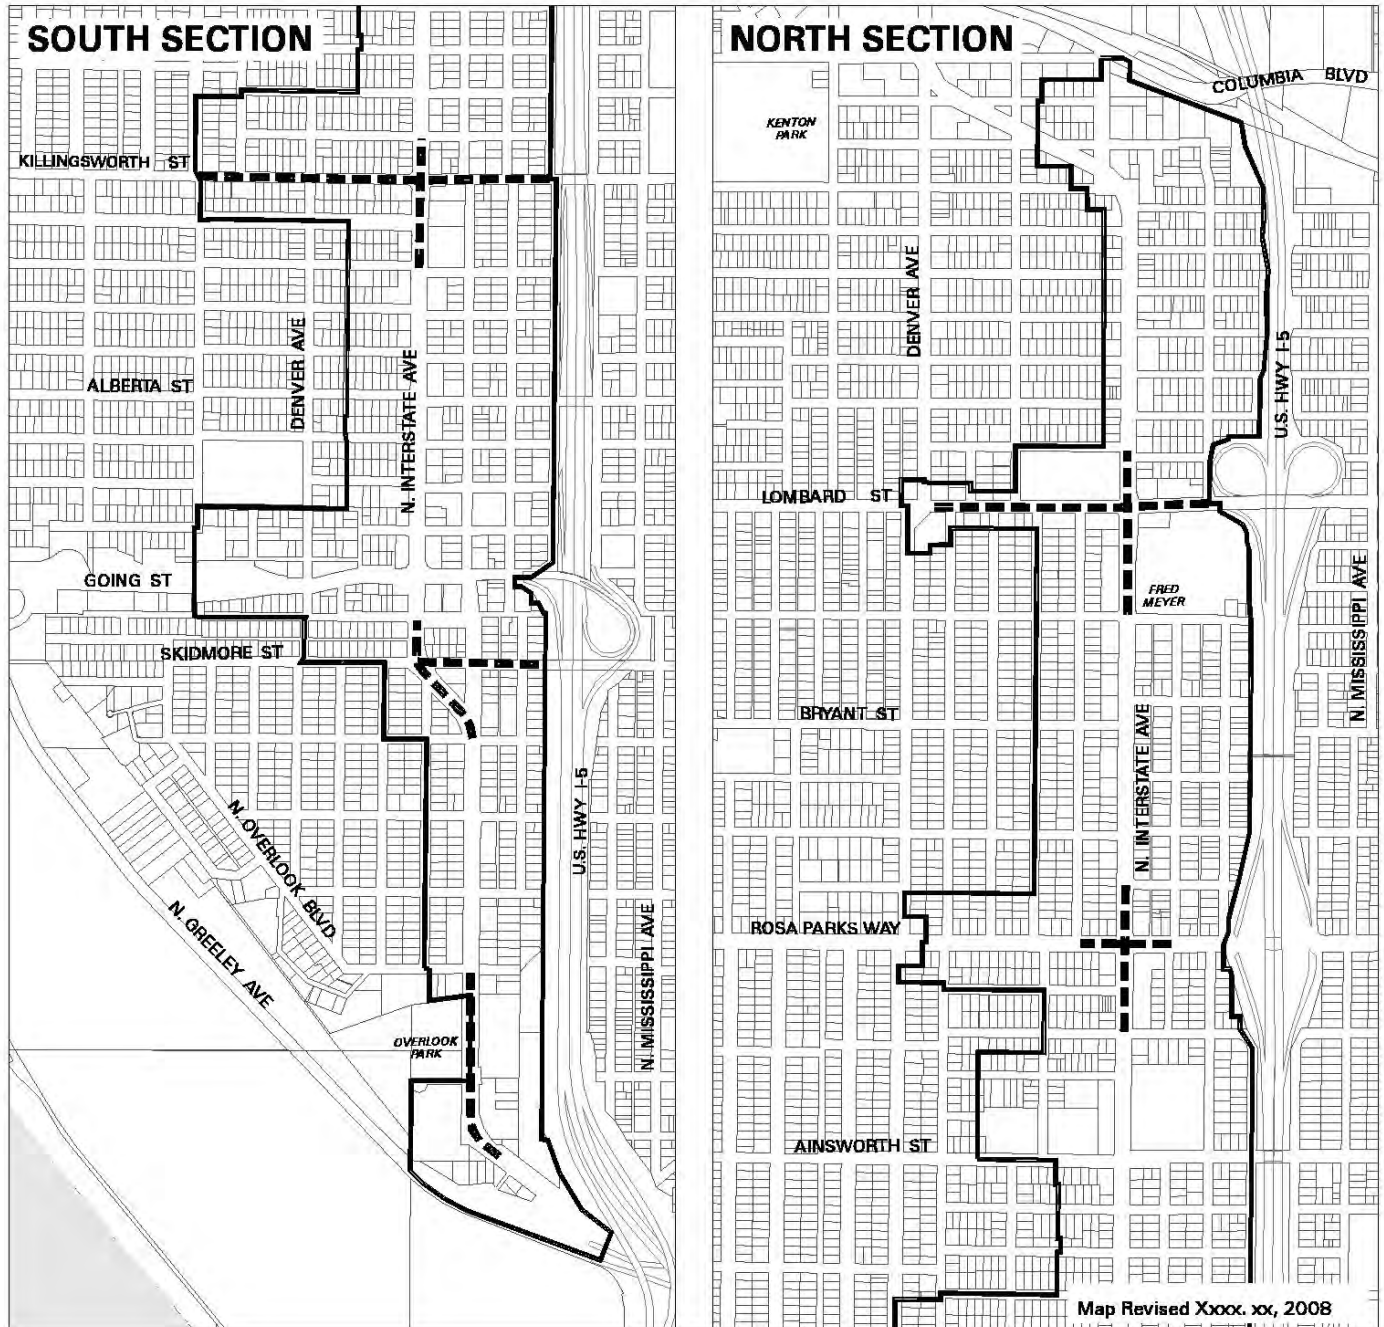 SOUTH SECTION
KILLINGSWORTH ST
DENVER AVE
N. INTERSTATE AVE
ALBERTA ST
GOING ST
SKIDMORE ST
U.S. HWY I-5
N. OVERLOOK BLVD
N. GREELEY AVE
N. MISSISSIPPI AVE
OVERLOOK
PARK
NORTH SECTION
COLUMBIA BLVD
KENTON
PARK
DENVER AVE
U.S. HWY I-5
LOMBARD ST
FRED
MEYER
N. MISSISSIPPI AVE
BRYANT ST
N. INTERSTATE AVE
ROSA PARKS WAY
AINSWORTH ST
Map Revised Xxxx. xx, 2008